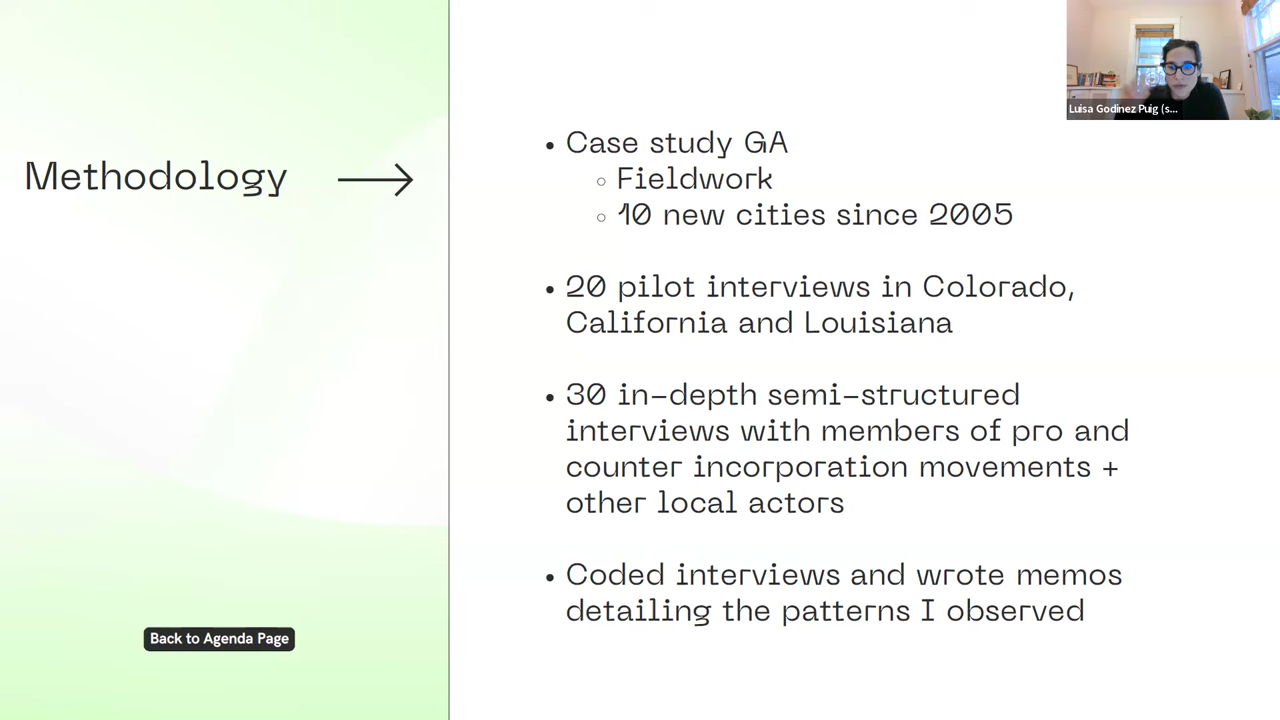 Methodology
Case study GA
Fieldwork
10 new cities since 2005
20 pilot interviews in Colorado,
California and Louisiana
30 in-depth semi-structured
interviews with members of pro and
counter incorporation movements +
other local actors
Coded interviews and wrote memos
detailing the patterns I observed
Back to Agenda Page
Luisa Godinez Puig (s...